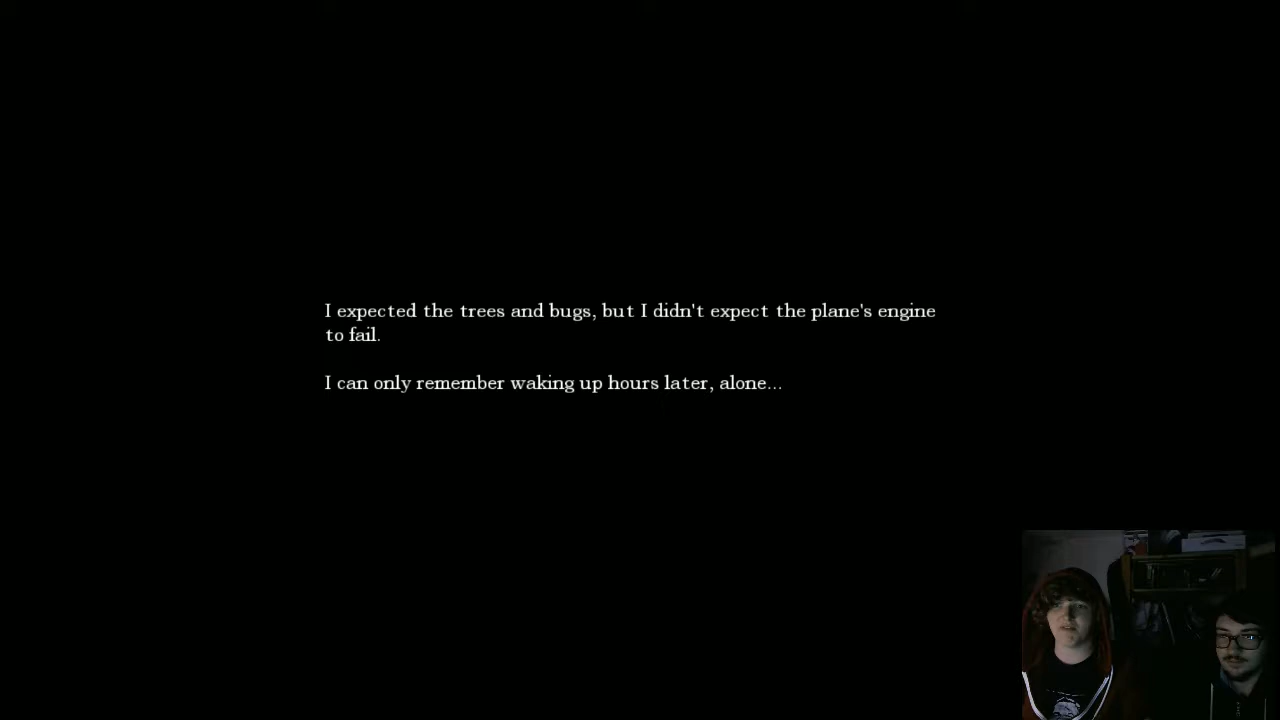 I expected the trees and bugs, but I didn't expect the plane's engine
to fail.
I can only remember waking up hours later, alone...